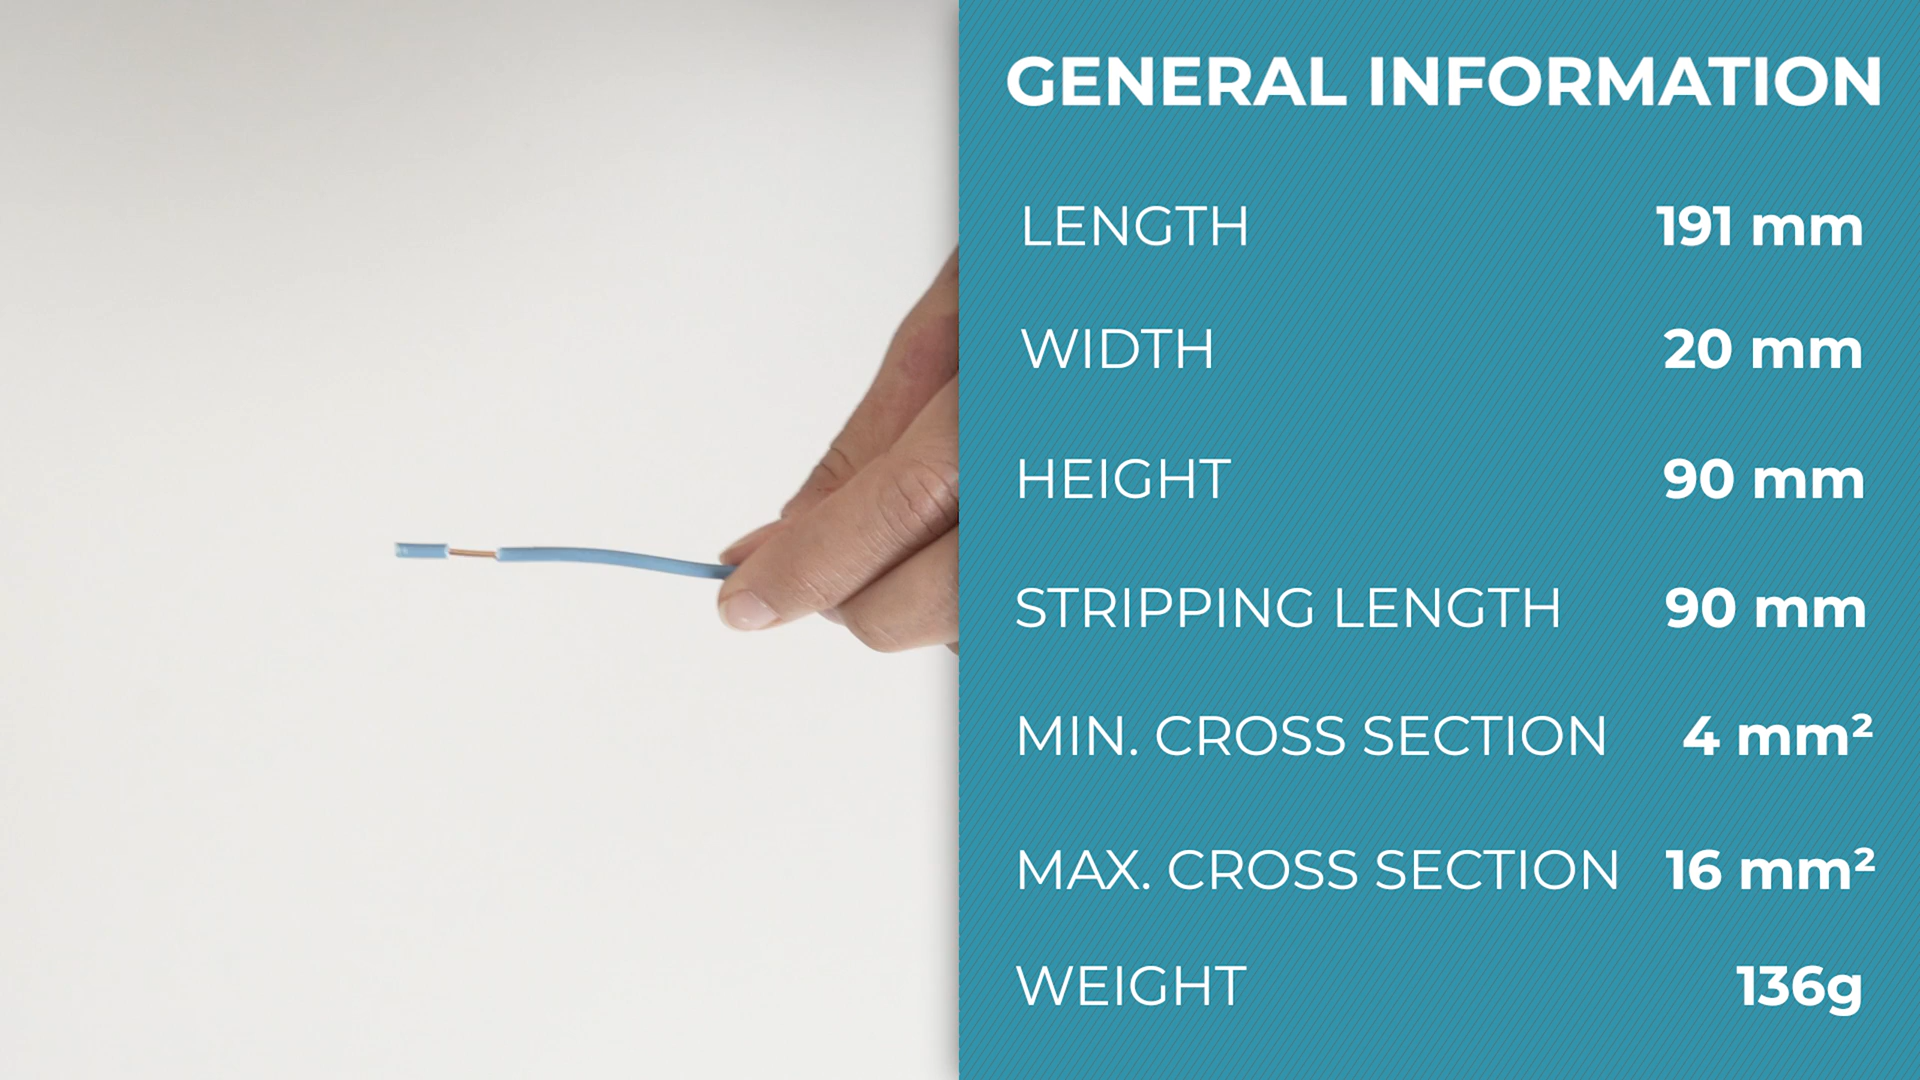 GENERAL INFORMATION
LENGTH 191 mm
WIDTH 20 mm
HEIGHT 90 mm
STRIPPING LENGTH 90 mm
MIN. CROSS SECTION 4 mm²
MAX. CROSS SECTION 16 mm²
WEIGHT 136g